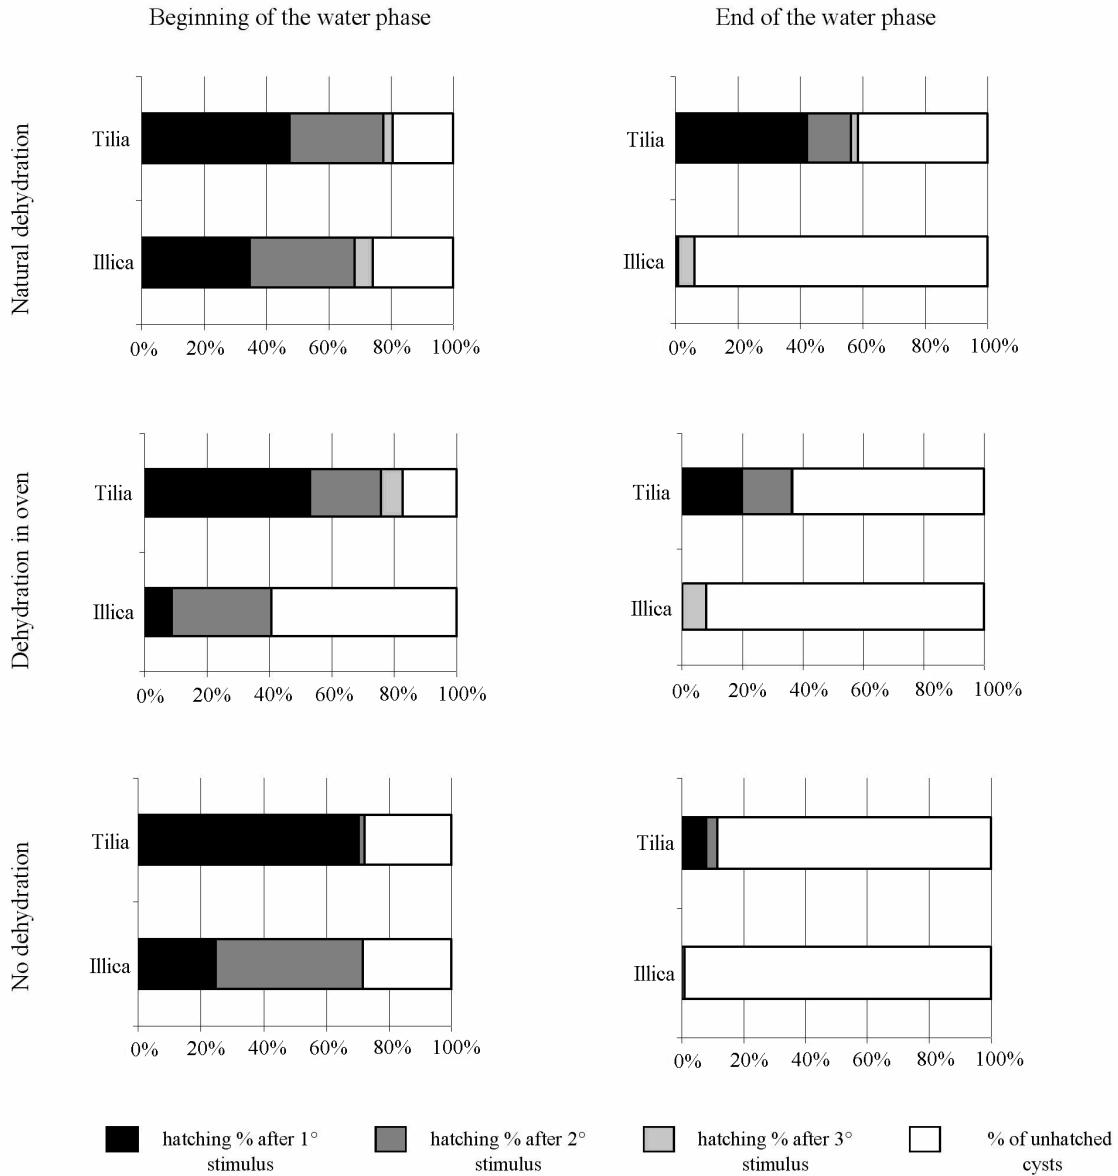 Beginning of the water phase
End of the water phase
Natural dehydration
Tilia
Illica
0% 20% 40% 60% 80% 100%
Tilia
Illica
0% 20% 40% 60% 80% 100%
Dehydration in oven
Tilia
Illica
0% 20% 40% 60% 80% 100%
Tilia
Illica
0% 20% 40% 60% 80% 100%
No dehydration
Tilia
Illica
0% 20% 40% 60% 80% 100%
Tilia
Illica
0% 20% 40% 60% 80% 100%
hatching % after 1°
stimulus
hatching % after 2°
stimulus
hatching % after 3°
stimulus
% of unhatched
cysts